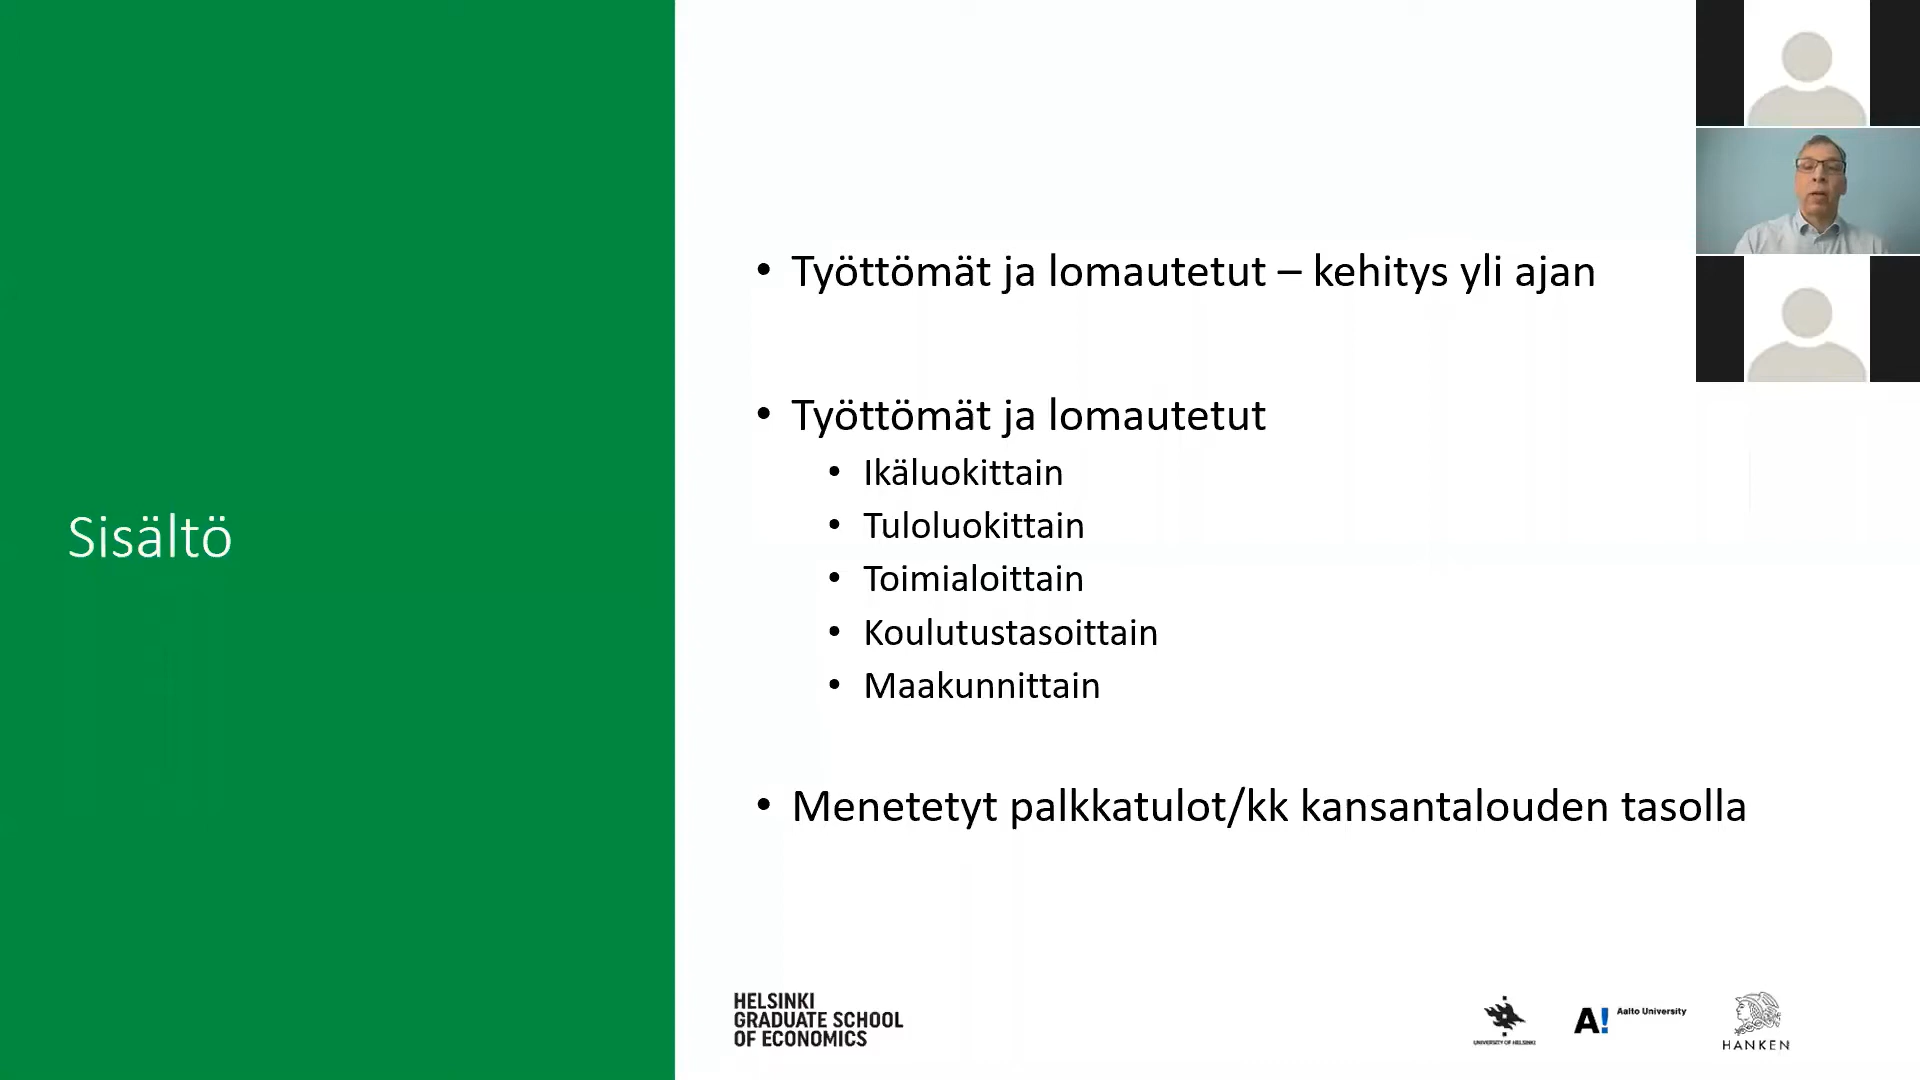 Sisältö
Työttömät ja lomautetut – kehitys yli ajan
Työttömät ja lomautetut
Ikäluokittain
Tuloluokittain
Toimialoittain
Koulutustasoittain
Maakunnittain
Menetetyt palkkatulot/kk kansantalouden tasolla
HELSINKI
GRADUATE SCHOOL
OF ECONOMICS
UNIVERSITY OF HELSINKI
A! Aalto University
HANKEN